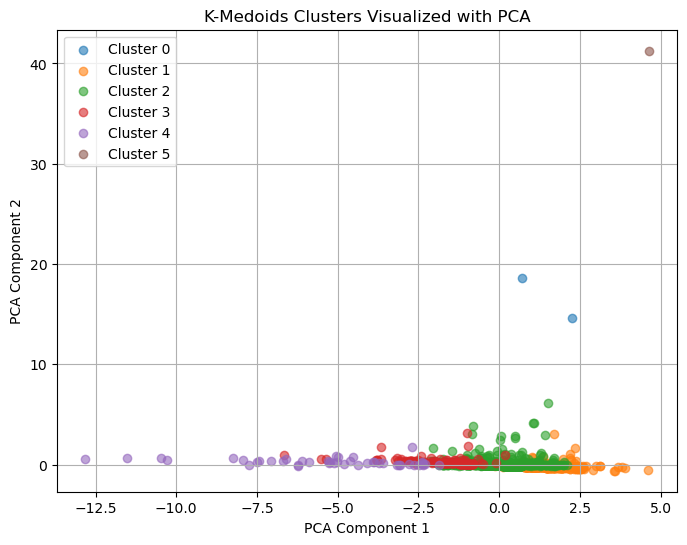 K-Medoids Clusters Visualized with PCA
Cluster 0
Cluster 1
Cluster 2
Cluster 3
Cluster 4
Cluster 5
PCA Component 2
40
30
20
10
0
−12.5 −10.0 −7.5 −5.0 −2.5 0.0 2.5 5.0
PCA Component 1